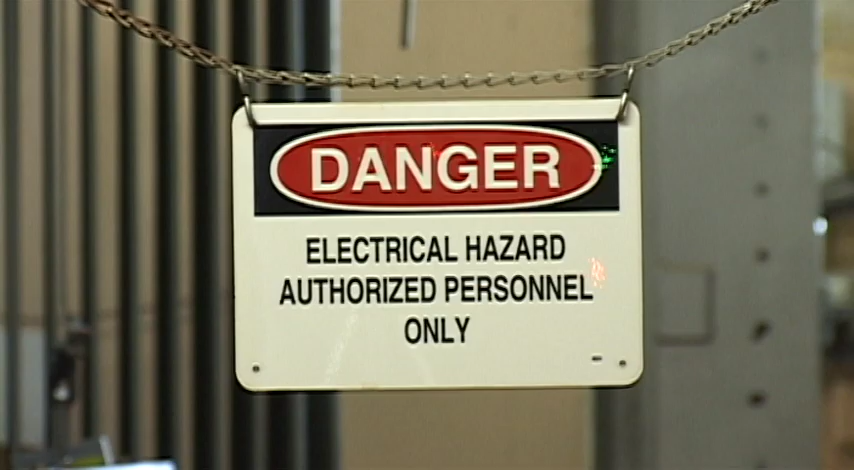 DANGER
ELECTRICAL HAZARD
AUTHORIZED PERSONNEL
ONLY